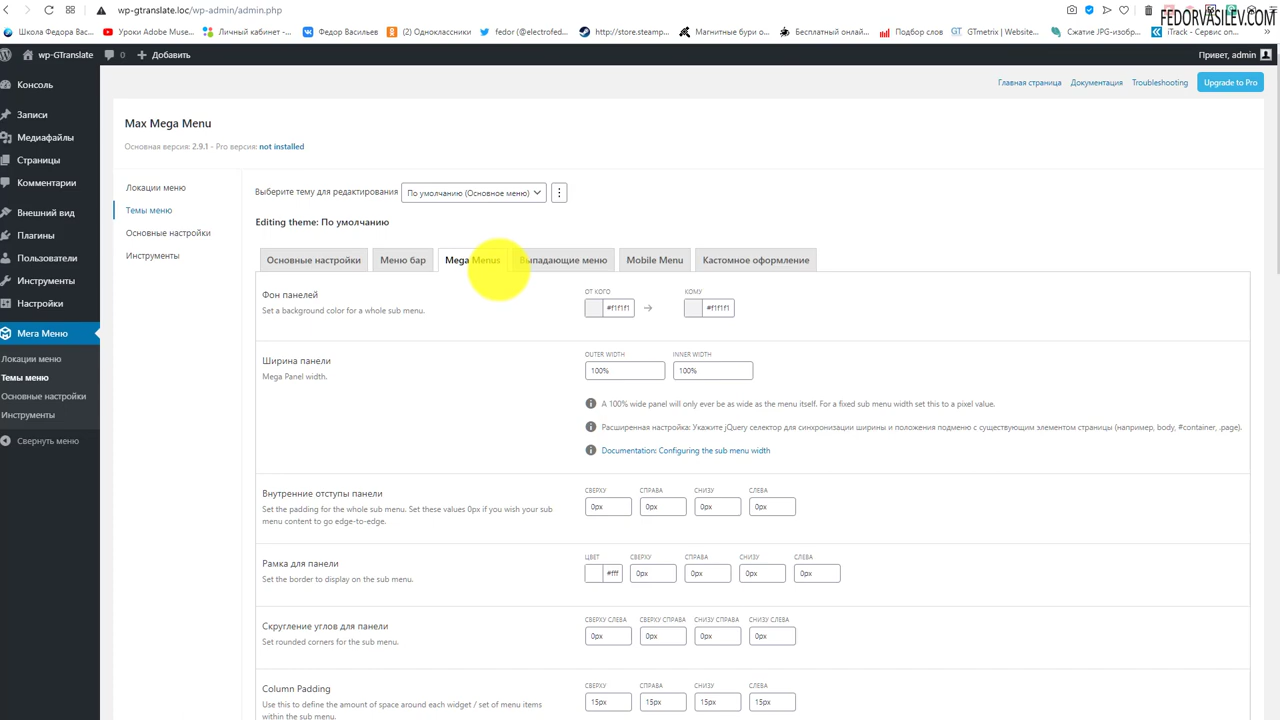 wp-gtranslate.loc/wp-admin/admin.php
FEDORVASILEV.COM
Школа Федора Вас...
Уроки Adobe Muse...
Личный кабинет -...
Федор Васильев
(2) Одноклассники
fedor (@electrofed...
http://store.steamp...
Магнитные бури о...
Бесплатный онлай...
Подбор слов
GTmetrix | Website...
Сжатие JPG-изобр...
iTrack - Сервис оп...
wp-GTranslate
0
Добавить
Привет, admin
Консоль
Записи
Медиафайлы
Страницы
Комментарии
Внешний вид
Плагины
Пользователи
Инструменты
Настройки
Мега Меню
Локации меню
Темы меню
Основные настройки
Инструменты
Свернуть меню
Главная страница
Документация
Troubleshooting
Upgrade to Pro
Max Mega Menu
Основная версия: 2.9.1 - Pro версия: not installed
Локации меню
Темы меню
Основные настройки
Инструменты
Выберите тему для редактирования
По умолчанию (Основное меню)
Editing theme: По умолчанию
Основные настройки
Меню бар
Mega Menus
Выпадающие меню
Mobile Menu
Кастомное оформление
Фон панелей
Set a background color for a whole sub menu.
ОТ КОГО
КОМУ
#f1f1f1
#f1f1f1
Ширина панели
Mega Panel width.
OUTER WIDTH
INNER WIDTH
100%
100%
A 100% wide panel will only ever be as wide as the menu itself. For a fixed sub menu width set this to a pixel value.
Расширенная настройка: Укажите jQuery селектор для синхронизации ширины и положения подменю с существующим элементом страницы (например, body, #container, .page).
Documentation: Configuring the sub menu width
Внутренние отступы панели
Set the padding for the whole sub menu. Set these values 0px if you wish your
sub menu content to go edge-to-edge.
СВЕРХУ
СПРАВА
СНИЗУ
СЛЕВА
0px
0px
0px
0px
Рамка для панели
Set the border to display on the sub menu.
ЦВЕТ
СВЕРХУ
СПРАВА
СНИЗУ
СЛЕВА
#fff
0px
0px
0px
0px
Скругление углов для панели
Set rounded corners for the sub menu.
СВЕРХУ СЛЕВА
СВЕРХУ СПРАВА
СНИЗУ СПРАВА
СНИЗУ СЛЕВА
0px
0px
0px
0px
Column Padding
Use this to define the amount of space around each widget / set of menu items
within the sub menu.
СВЕРХУ
СПРАВА
СНИЗУ
СЛЕВА
15px
15px
15px
15px